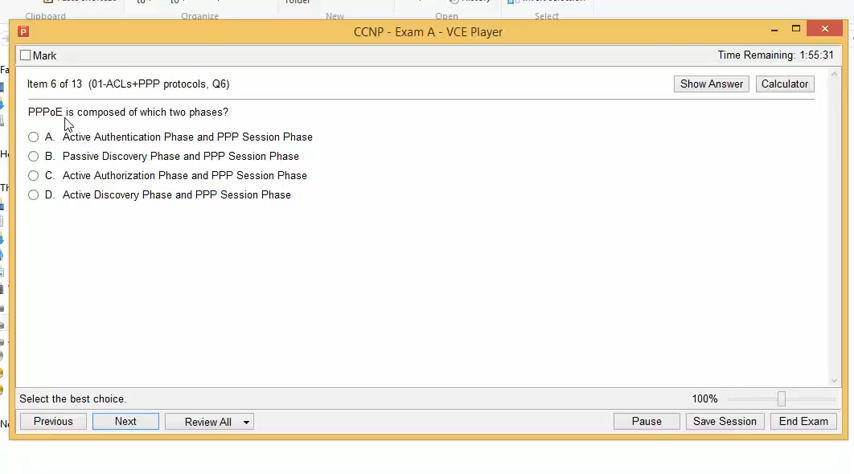 folder
Clipboard
Organize
New
Open
Select
CCNP - Exam A - VCE Player
Mark
Time Remaining: 1:55:31
Item 6 of 13 (01-ACLs+PPP protocols, Q6)
Show Answer
Calculator
PPPoE is composed of which two phases?
A. Active Authentication Phase and PPP Session Phase
B. Passive Discovery Phase and PPP Session Phase
C. Active Authorization Phase and PPP Session Phase
D. Active Discovery Phase and PPP Session Phase
Select the best choice.
100%
Previous
Next
Review All
Pause
Save Session
End Exam